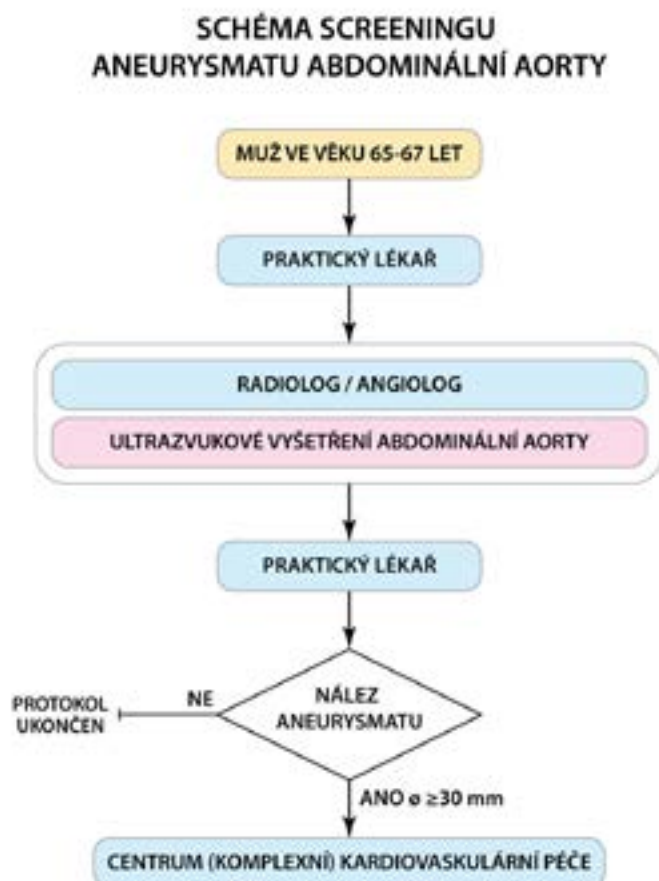 SCHÉMA SCREENINGU
ANEURYSMATU ABDOMINÁLNÍ AORTY
MUŽ VE VĚKU 65-67 LET
PRAKTICKÝ LÉKAŘ
RADIOLOG / ANGIOLOG
ULTRAZVUKOVÉ VYŠETŘENÍ ABDOMINÁLNÍ AORTY
PRAKTICKÝ LÉKAŘ
PROTOKOL
UKONČEN
NE
NÁLEZ
ANEURYSMATU
ANO ø ≥30 mm
CENTRUM (KOMPLEXNÍ) KARDIOVASKULÁRNÍ PÉČE